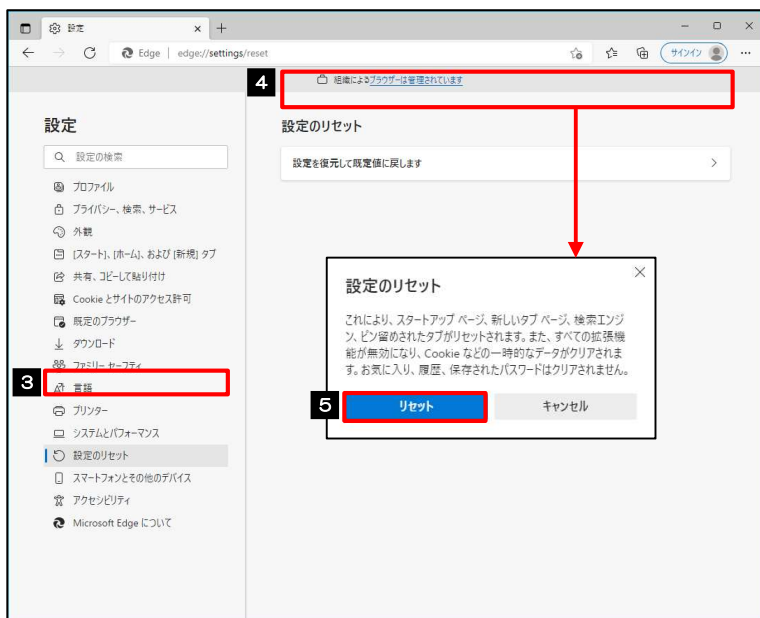 設定
Edge | edge://settings/reset
サインイン
4
組織によるブラウザーは管理されています
設定
設定の検索
プロファイル
プライバシー、検索、サービス
外観
[スタート]、[ホーム]、および [新規] タブ
共有、コピーして貼り付け
Cookie とサイトのアクセス許可
既定のブラウザー
ダウンロード
ファミリー セーフティ
3
言語
プリンター
システムとパフォーマンス
設定のリセット
スマートフォンとその他のデバイス
アクセシビリティ
Microsoft Edge について
設定のリセット
設定を復元して既定値に戻します
設定のリセット
これにより、スタートアップ ページ、新しいタブ ページ、検索エンジ
ン、ピン留めされたタブがリセットされます。また、すべての拡張機
能が無効になり、Cookie などの一時的なデータがクリアされま
す。お気に入り、履歴、保存されたパスワードはクリアされません。
5
リセット
キャンセル